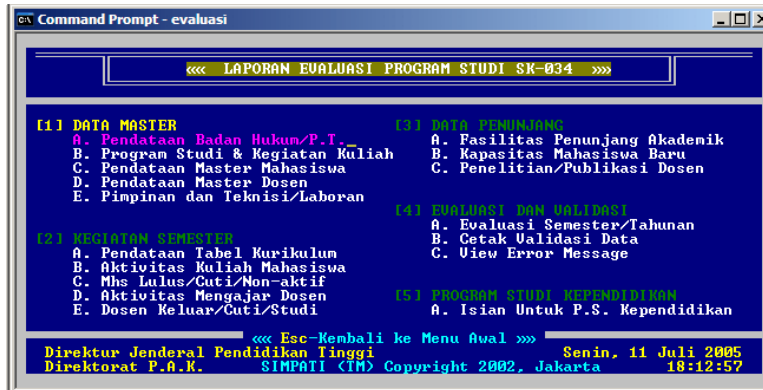 Command Prompt - evaluasi
««« LAPORAN EVALUASI PROGRAM STUDI SK-034 »»»
[1] DATA MASTER
A. Pendataan Badan Hukum/P.T._
B. Program Studi & Kegiatan Kuliah
C. Pendataan Master Mahasiswa
D. Pendataan Master Dosen
E. Pimpinan dan Teknisi/Laboran
[2] KEGIATAN SEMESTER
A. Pendataan Tabel Kurikulum
B. Aktivitas Kuliah Mahasiswa
C. Mhs Lulus/Cuti/Non-aktif
D. Aktivitas Mengajar Dosen
E. Dosen Keluar/Cuti/Studi
[3] DATA PENUNJANG
A. Fasilitas Penunjang Akademik
B. Kapasitas Mahasiswa Baru
C. Penelitian/Publikasi Dosen
[4] EVALUASI DAN VALIDASI
A. Evaluasi Semester/Tahunan
B. Cetak Validasi Data
C. View Error Message
[5] PROGRAM STUDI KEPENDIDIKAN
A. Isian Untuk P.S. Kependidikan
««« Esc-Kembali ke Menu Awal »»»
Direktur Jenderal Pendidikan Tinggi Senin, 11 Juli 2005
Direktorat P.A.K. SIMPATI (TM) Copyright 2002, Jakarta 18:12:57